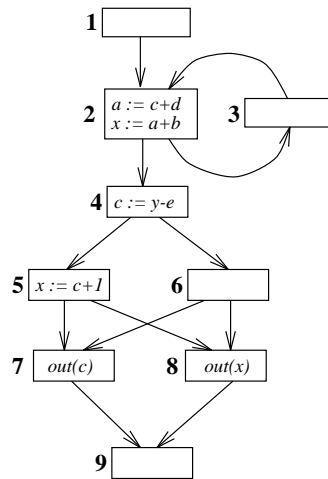 1
2
a := c+d
x := a+b
3
4
c := y-e
5
x := c+1
6
7
out(c)
8
out(x)
9